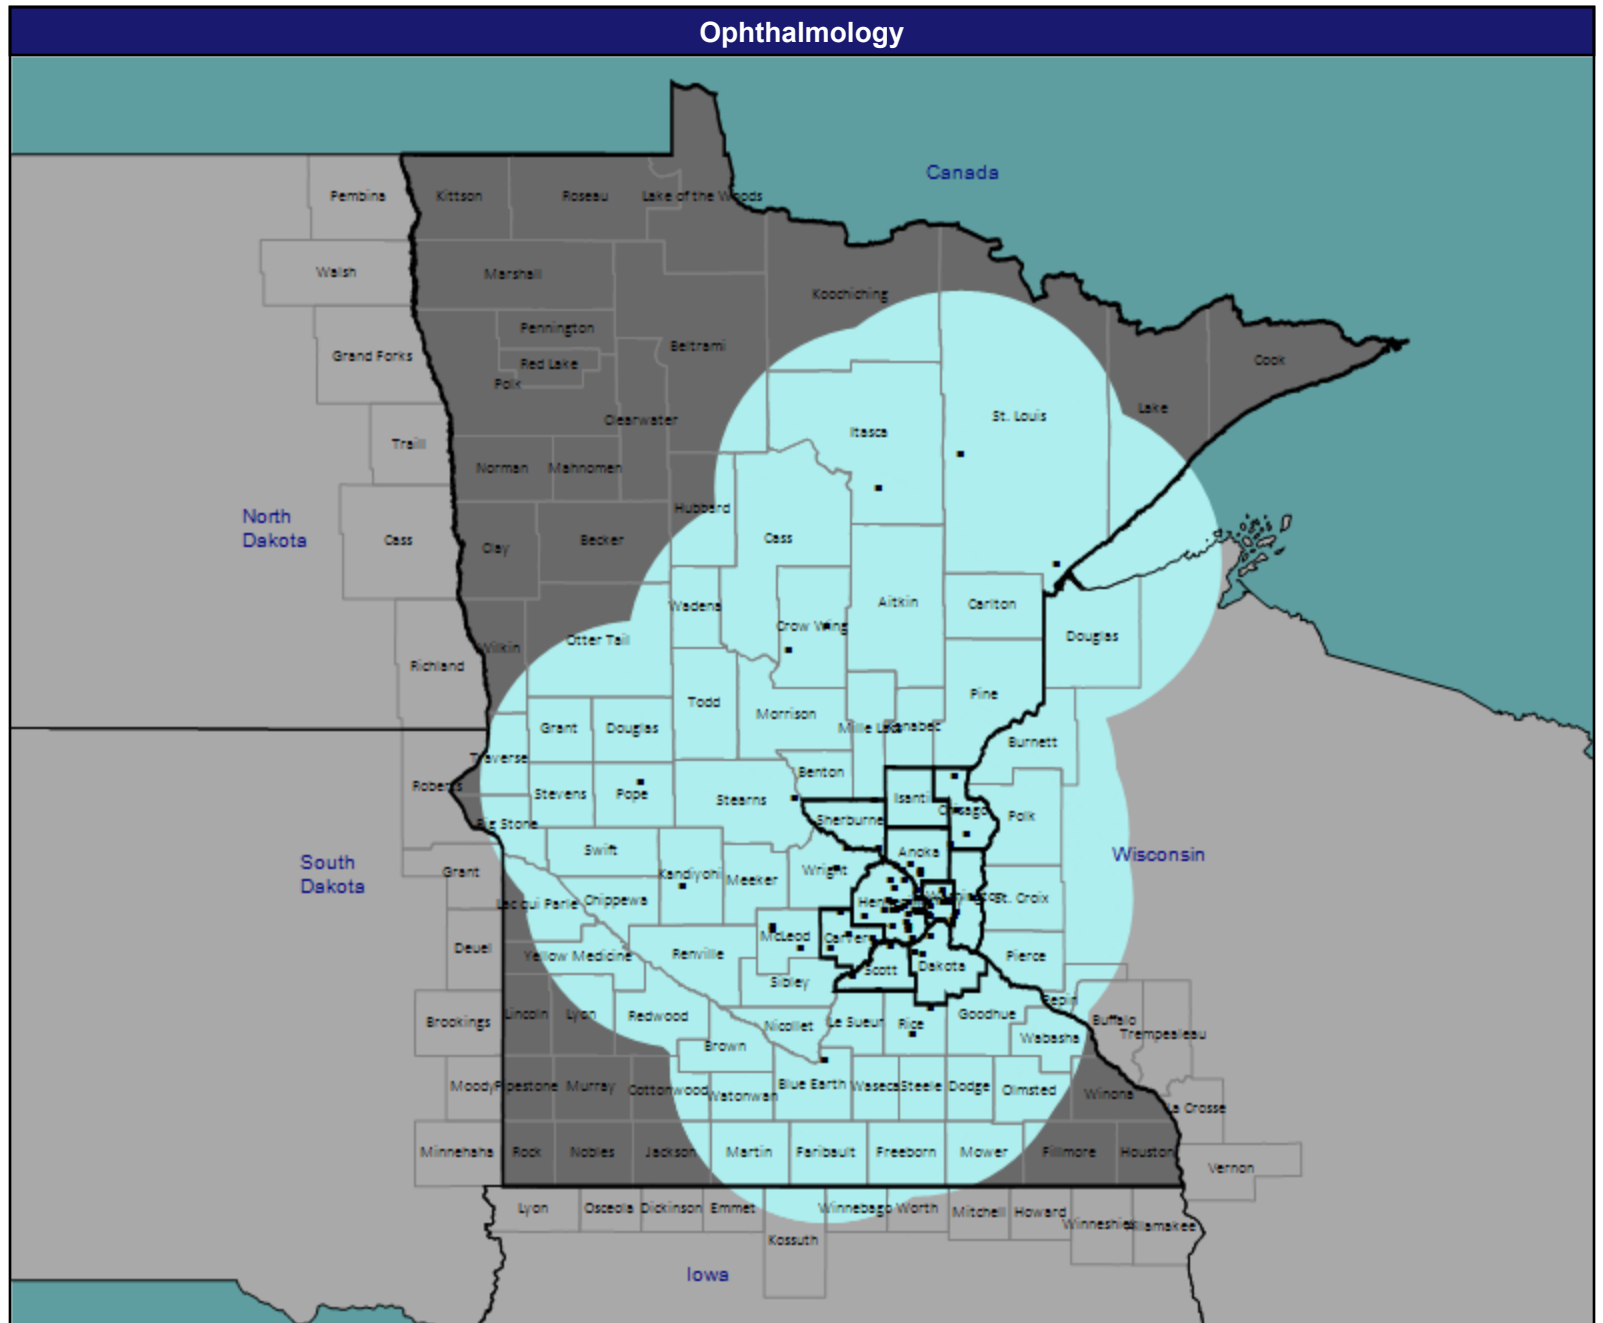 Ophthalmology
Canada
Pembina
Kittson
Roseau
Lake of the Woods
Walsh
Marshall
Koochiching
Pennington
Grand Forks
Red Lake
Beltrami
Cook
Polk
Lake
St. Louis
Clearwater
Itasca
Traill
Norman
Mahnomen
Hubbard
North
Dakota
Cass
Clay
Becker
Cass
Wadena
Aitkin
Carlton
Crow Wing
Douglas
Otter Tail
Wilkin
Richland
Pine
Todd
Morrison
Grant
Douglas
Mille Lacs
Kanabec
Burnett
Traverse
Benton
Roberts
Stevens
Pope
Stearns
Isanti
Chisago
Polk
Big Stone
Sherburne
Swift
Anoka
Wisconsin
South
Dakota
Grant
Kandiyohi
Meeker
Wright
Lac qui Parle
Chippewa
Hennepin
Washington
St. Croix
McLeod
Carver
Deuel
Yellow Medicine
Renville
Scott
Dakota
Pierce
Sibley
Pepin
Brookings
Lincoln
Lyon
Redwood
Nicollet
Le Sueur
Rice
Goodhue
Buffalo
Trempealeau
Wabasha
Brown
Moody
Pipestone
Murray
Cottonwood
Watonwan
Blue Earth
Waseca
Steele
Dodge
Olmsted
Winona
La Crosse
Minnehaha
Rock
Nobles
Jackson
Martin
Faribault
Freeborn
Mower
Fillmore
Houston
Vernon
Lyon
Osceola
Dickinson
Emmet
Winnebago
Worth
Mitchell
Howard
Winneshiek
Allamakee
Kossuth
Iowa